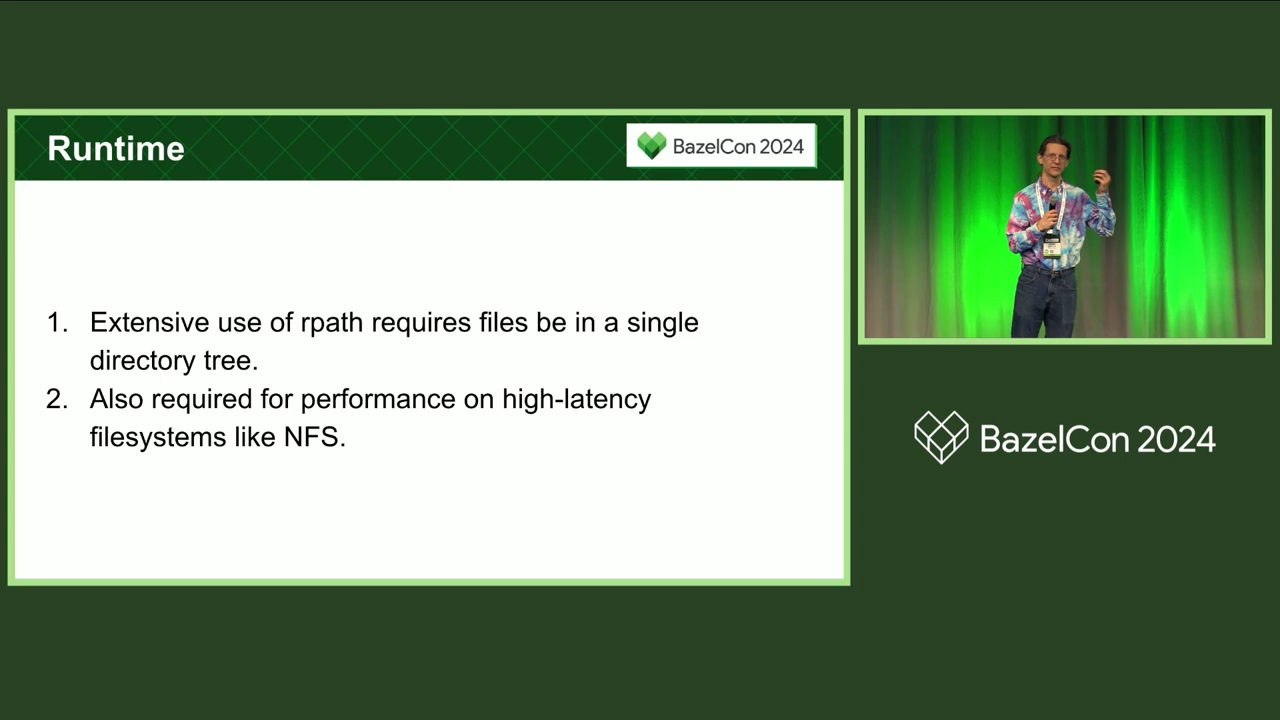 Runtime
BazelCon 2024
1. Extensive use of rpath requires files be in a single
directory tree.
2. Also required for performance on high-latency
filesystems like NFS.
BazelCon 2024